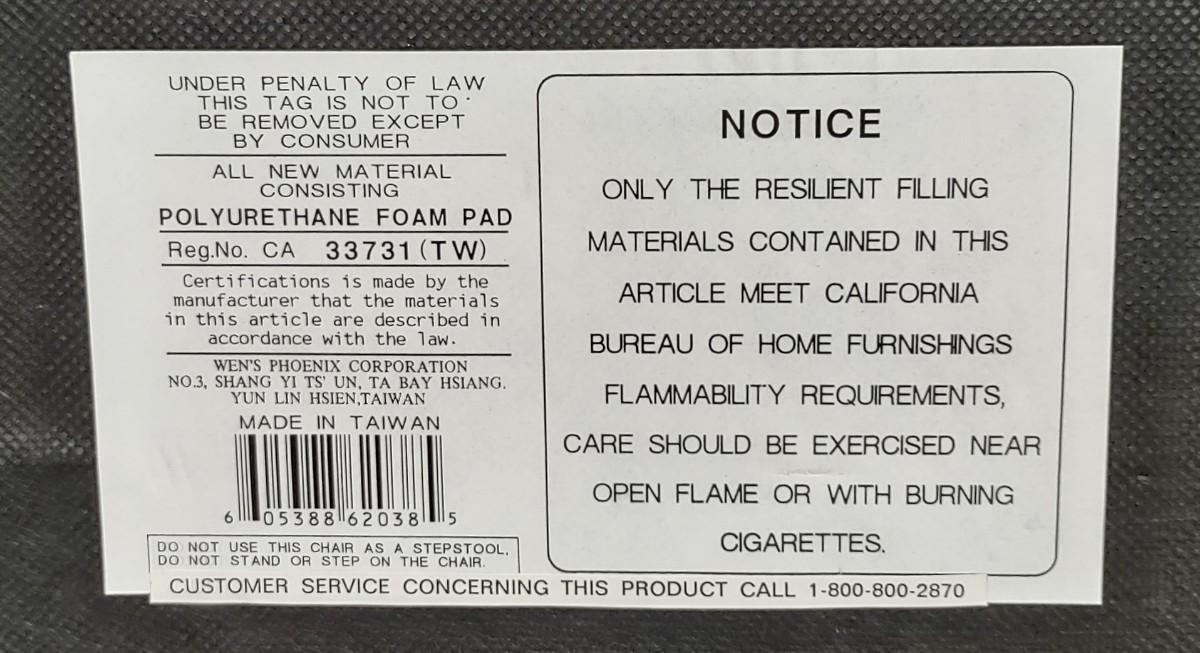 UNDER PENALTY OF LAW
THIS TAG IS NOT TO
BE REMOVED EXCEPT
BY CONSUMER
ALL NEW MATERIAL
CONSISTING
POLYURETHANE FOAM PAD
Reg.No. CA 33731 (TW)
Certifications is made by the
manufacturer that the materials
in this article are described in
accordance with the law.
WEN'S PHOENIX CORPORATION
NO.3, SHANG YI TS' UN, TA BAY HSIANG.
YUN LIN HSIEN,TAIWAN
MADE IN TAIWAN
6 05388 62038 5
DO NOT USE THIS CHAIR AS A STEPSTOOL,
DO NOT STAND OR STEP ON THE CHAIR.
NOTICE
ONLY THE RESILIENT FILLING
MATERIALS CONTAINED IN THIS
ARTICLE MEET CALIFORNIA
BUREAU OF HOME FURNISHINGS
FLAMMABILITY REQUIREMENTS,
CARE SHOULD BE EXERCISED NEAR
OPEN FLAME OR WITH BURNING
CIGARETTES.
CUSTOMER SERVICE CONCERNING THIS PRODUCT CALL 1-800-800-2870